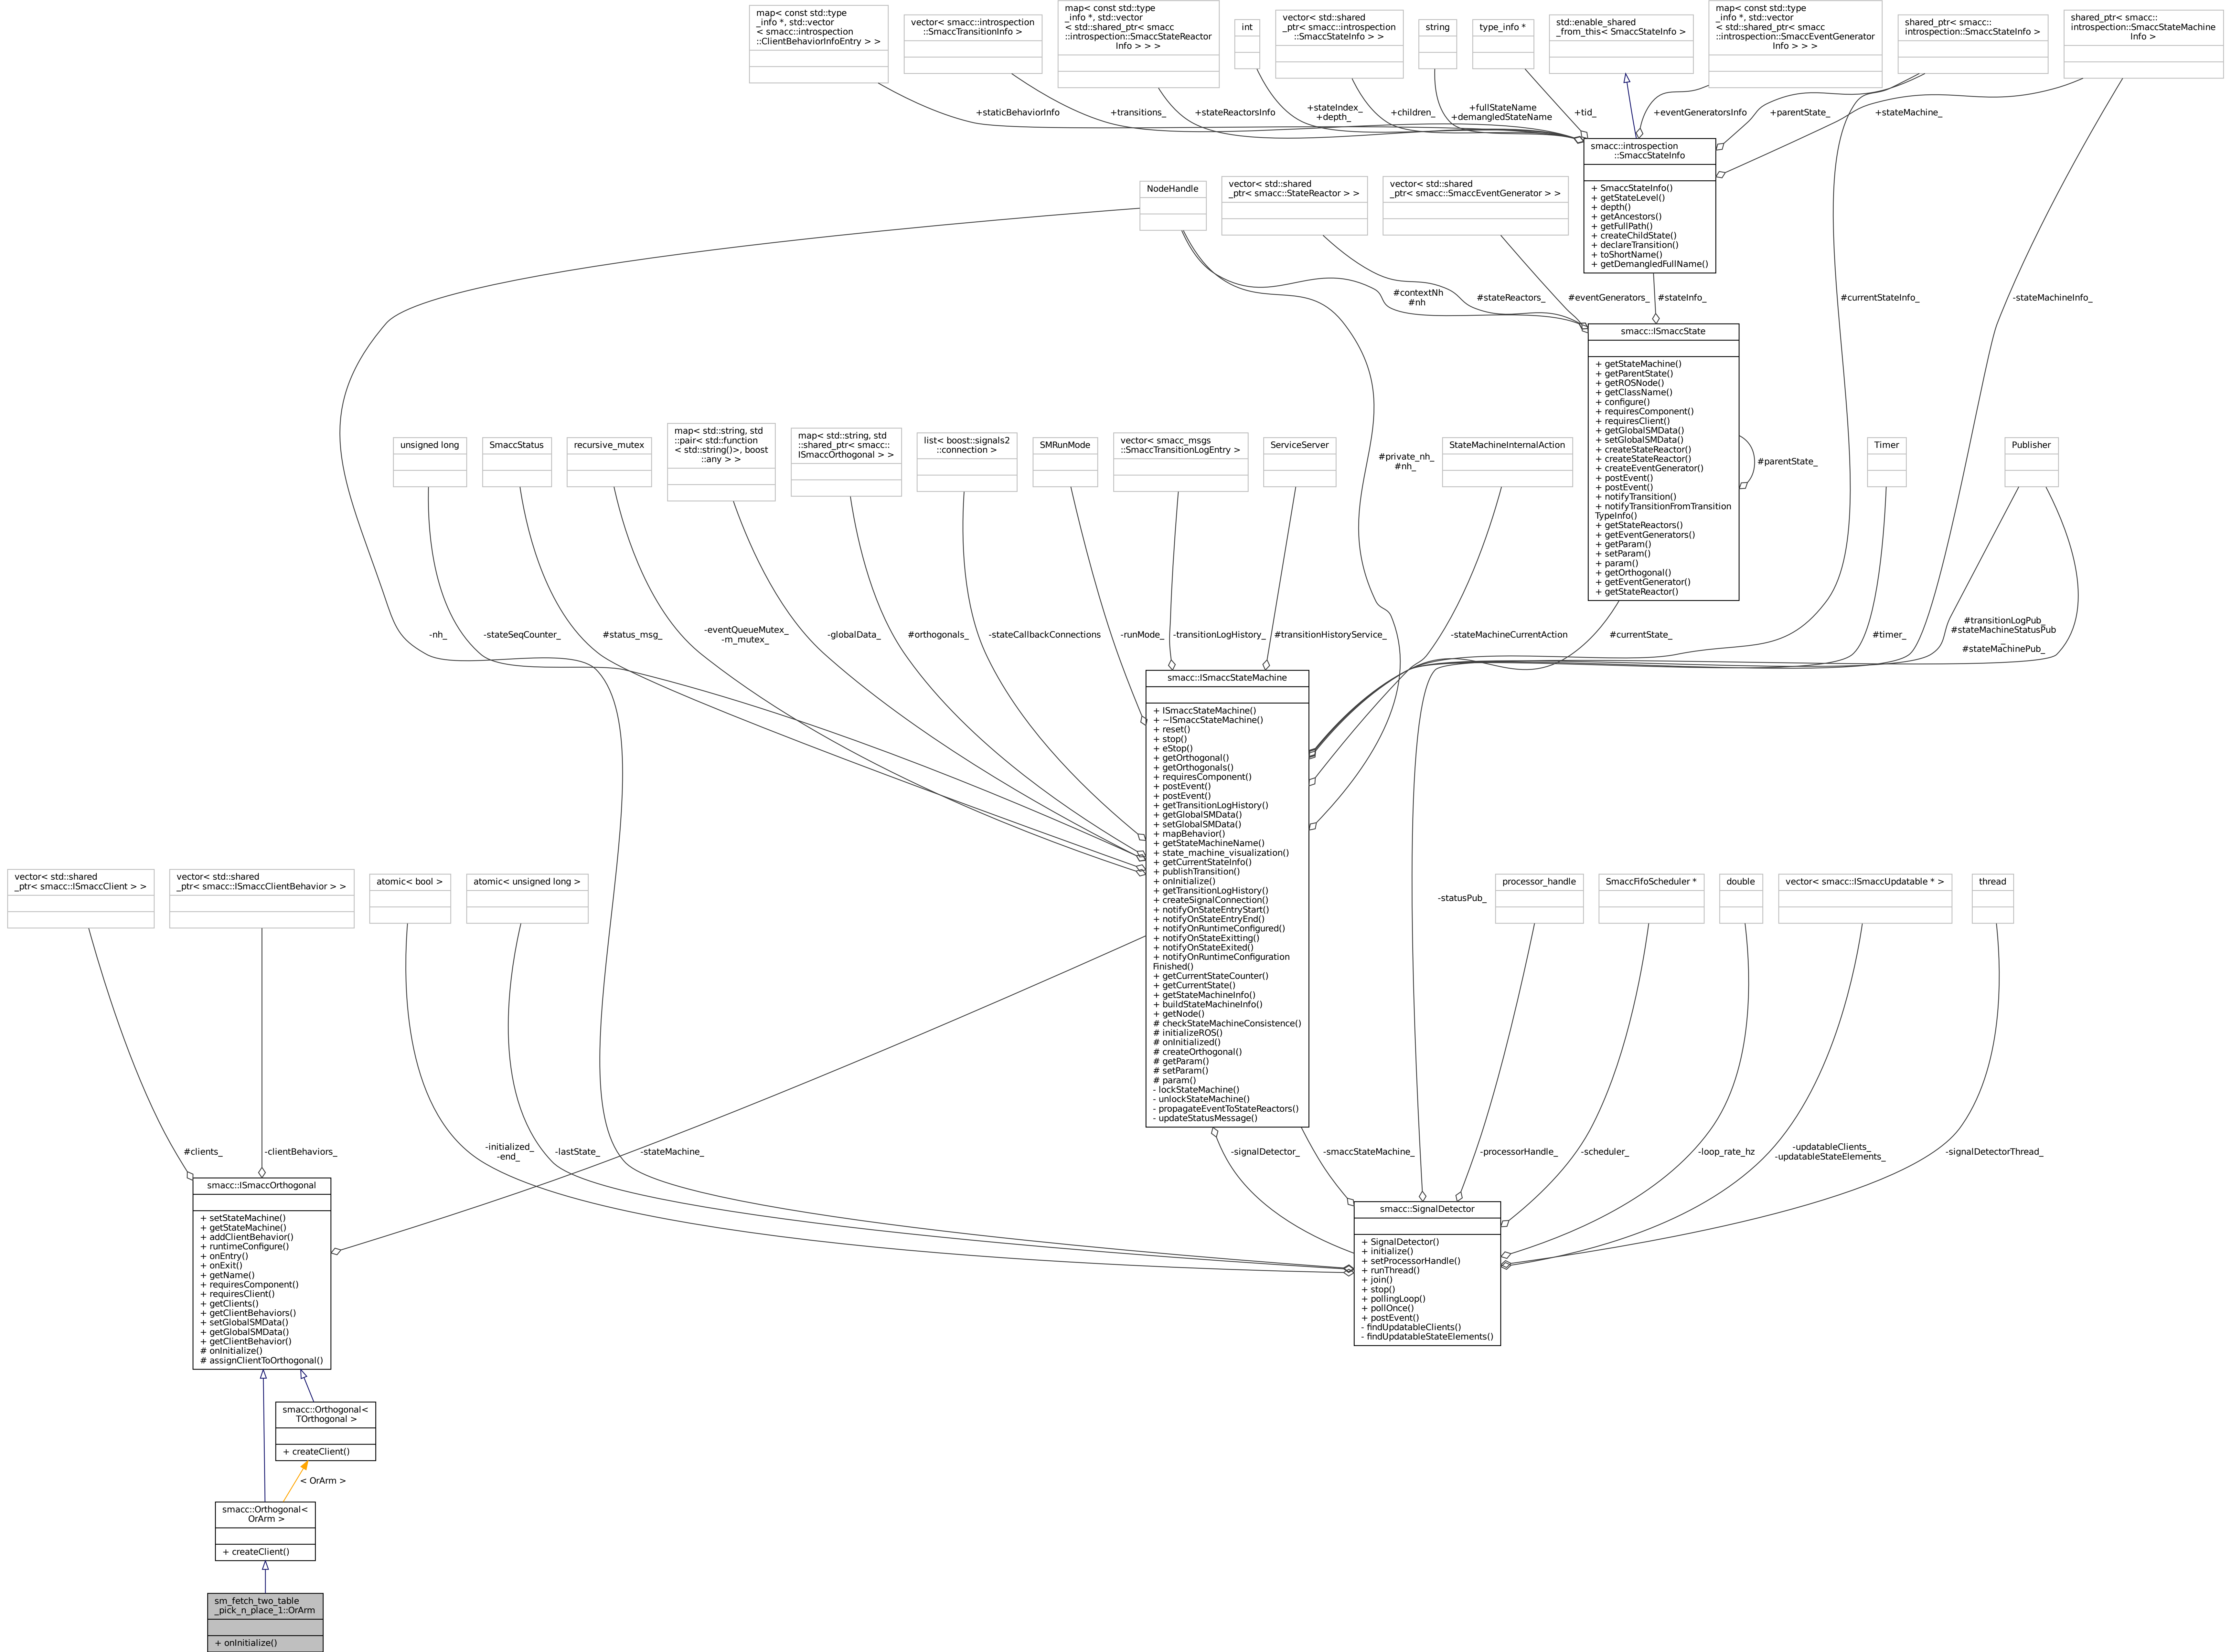 map< const std::type
_info *, std::vector
< smacc::introspection
::ClientBehaviorInfoEntry > >
vector< smacc::introspection
::SmaccTransitionInfo >
map< const std::type
_info *, std::vector
< std::shared_ptr< smacc
::introspection::SmaccStateReactor
Info > > >
int
vector< std::shared
_ptr< smacc::introspection
::SmaccStateInfo > >
string
type_info *
std::enable_shared
_from_this< SmaccStateInfo >
map< const std::type
_info *, std::vector
< std::shared_ptr< smacc
::introspection::SmaccEventGenerator
Info > > >
shared_ptr< smacc::
introspection::SmaccStateInfo >
shared_ptr< smacc::
introspection::SmaccStateMachine
Info >
+staticBehaviorInfo
+transitions_
+stateReactorsInfo
+stateIndex_
+depth_
+children_
+fullStateName
+demangledStateName
+tid_
+eventGeneratorsInfo
+parentState_
+stateMachine_
smacc::introspection
::SmaccStateInfo
+ SmaccStateInfo()
+ getStateLevel()
+ depth()
+ getAncestors()
+ getFullPath()
+ createChildState()
+ declareTransition()
+ toShortName()
+ getDemangledFullName()
NodeHandle
vector< std::shared
_ptr< smacc::StateReactor > >
vector< std::shared
_ptr< smacc::SmaccEventGenerator > >
#contextNh
#nh
#stateReactors_
#eventGenerators_
#stateInfo_
#currentStateInfo_
-stateMachineInfo_
smacc::ISmaccState
+ getStateMachine()
+ getParentState()
+ getROSNode()
+ getClassName()
+ configure()
+ requiresComponent()
+ requiresClient()
+ getGlobalSMData()
+ setGlobalSMData()
+ createStateReactor()
+ createStateReactor()
+ createEventGenerator()
+ postEvent()
+ postEvent()
+ notifyTransition()
+ notifyTransitionFromTransition
TypeInfo()
+ getStateReactors()
+ getEventGenerators()
+ getParam()
+ setParam()
+ param()
+ getOrthogonal()
+ getEventGenerator()
+ getStateReactor()
#parentState_
unsigned long
SmaccStatus
recursive_mutex
map< std::string, std
::pair< std::function
< std::string()>, boost
::any > >
map< std::string, std
::shared_ptr< smacc::
ISmaccOrthogonal > >
list< boost::signals2
::connection >
SMRunMode
vector< smacc_msgs
::SmaccTransitionLogEntry >
ServiceServer
#private_nh_
#nh_
StateMachineInternalAction
Timer
Publisher
-nh_
-stateSeqCounter_
#status_msg_
-eventQueueMutex_
-m_mutex_
-globalData_
#orthogonals_
-stateCallbackConnections
-runMode_
-transitionLogHistory_
#transitionHistoryService_
-stateMachineCurrentAction
#currentState_
#timer_
#transitionLogPub_
#stateMachineStatusPub
_
#stateMachinePub_
smacc::ISmaccStateMachine
+ ISmaccStateMachine()
+ ~ISmaccStateMachine()
+ reset()
+ stop()
+ eStop()
+ getOrthogonal()
+ getOrthogonals()
+ requiresComponent()
+ postEvent()
+ postEvent()
+ getTransitionLogHistory()
+ getGlobalSMData()
+ setGlobalSMData()
+ mapBehavior()
+ getStateMachineName()
+ state_machine_visualization()
+ getCurrentStateInfo()
+ publishTransition()
+ onInitialize()
+ getTransitionLogHistory()
+ createSignalConnection()
+ notifyOnStateEntryStart()
+ notifyOnStateEntryEnd()
+ notifyOnRuntimeConfigured()
+ notifyOnStateExitting()
+ notifyOnStateExited()
+ notifyOnRuntimeConfiguration
Finished()
+ getCurrentStateCounter()
+ getCurrentState()
+ getStateMachineInfo()
+ buildStateMachineInfo()
+ getNode()
# checkStateMachineConsistence()
# initializeROS()
# onInitialized()
# createOrthogonal()
# getParam()
# setParam()
# param()
- lockStateMachine()
- unlockStateMachine()
- propagateEventToStateReactors()
- updateStatusMessage()
vector< std::shared
_ptr< smacc::ISmaccClient > >
vector< std::shared
_ptr< smacc::ISmaccClientBehavior > >
atomic< bool >
atomic< unsigned long >
-statusPub_
processor_handle
SmaccFifoScheduler *
double
vector< smacc::ISmaccUpdatable * >
thread
#clients_
-clientBehaviors_
-initialized_
-end_
-lastState_
-stateMachine_
-signalDetector_
-smaccStateMachine_
-processorHandle_
-scheduler_
-loop_rate_hz
-updatableClients_
-updatableStateElements_
-signalDetectorThread_
smacc::ISmaccOrthogonal
+ setStateMachine()
+ getStateMachine()
+ addClientBehavior()
+ runtimeConfigure()
+ onEntry()
+ onExit()
+ getName()
+ requiresComponent()
+ requiresClient()
+ getClients()
+ getClientBehaviors()
+ setGlobalSMData()
+ getGlobalSMData()
+ getClientBehavior()
# onInitialize()
# assignClientToOrthogonal()
smacc::SignalDetector
+ SignalDetector()
+ initialize()
+ setProcessorHandle()
+ runThread()
+ join()
+ stop()
+ pollingLoop()
+ pollOnce()
+ postEvent()
- findUpdatableClients()
- findUpdatableStateElements()
smacc::Orthogonal<
TOrthogonal >
+ createClient()
< OrArm >
smacc::Orthogonal<
OrArm >
+ createClient()
sm_fetch_two_table
_pick_n_place_1::OrArm
+ onInitialize()